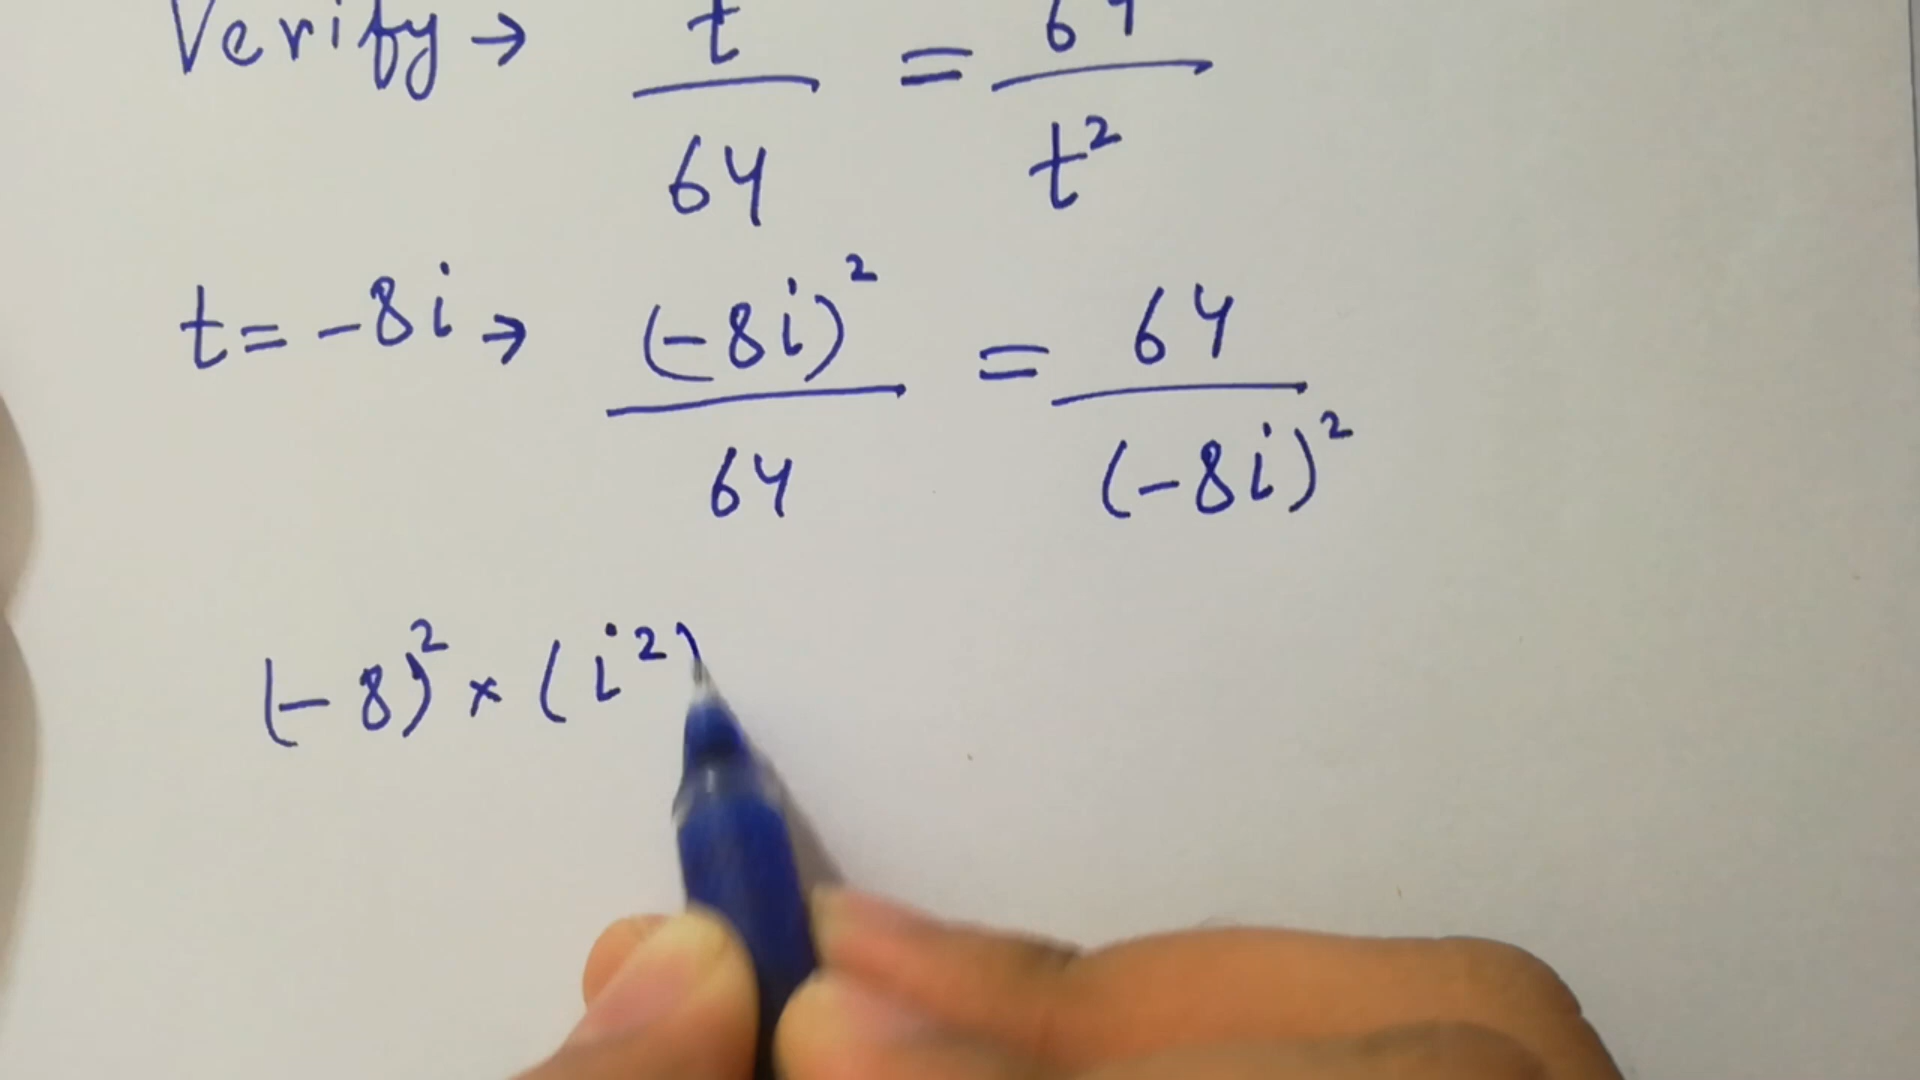 Verify → t/64 = 64/t²
t = -8i → (-8i)²/64 = 64/(-8i)²
(-8)² × (i²)